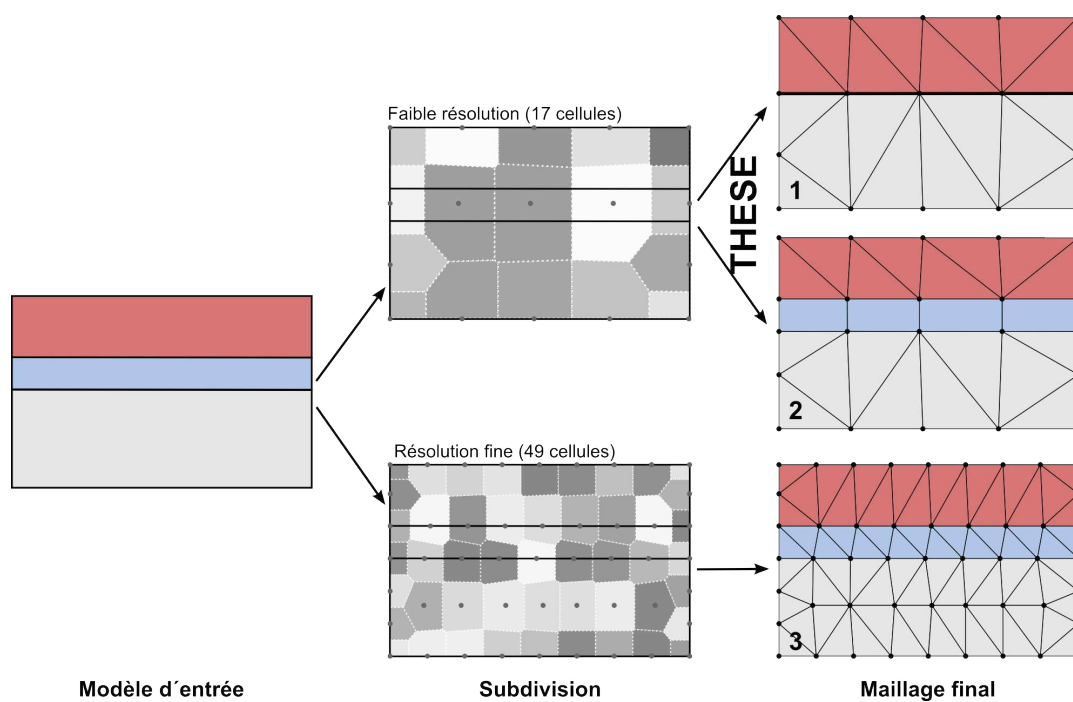 Faible résolution (17 cellules)
THESE
1
2
Résolution fine (49 cellules)
3
Modèle d´entrée
Subdivision
Maillage final